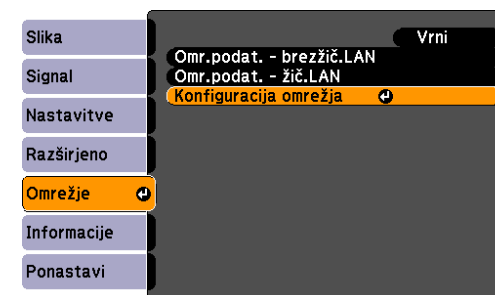 Slika
Signal
Nastavitve
Razširjeno
Omrežje
Informacije
Ponastavi
Vrni
Omr.podat. - brezžič.LAN
Omr.podat. - žič.LAN
Konfiguracija omrežja